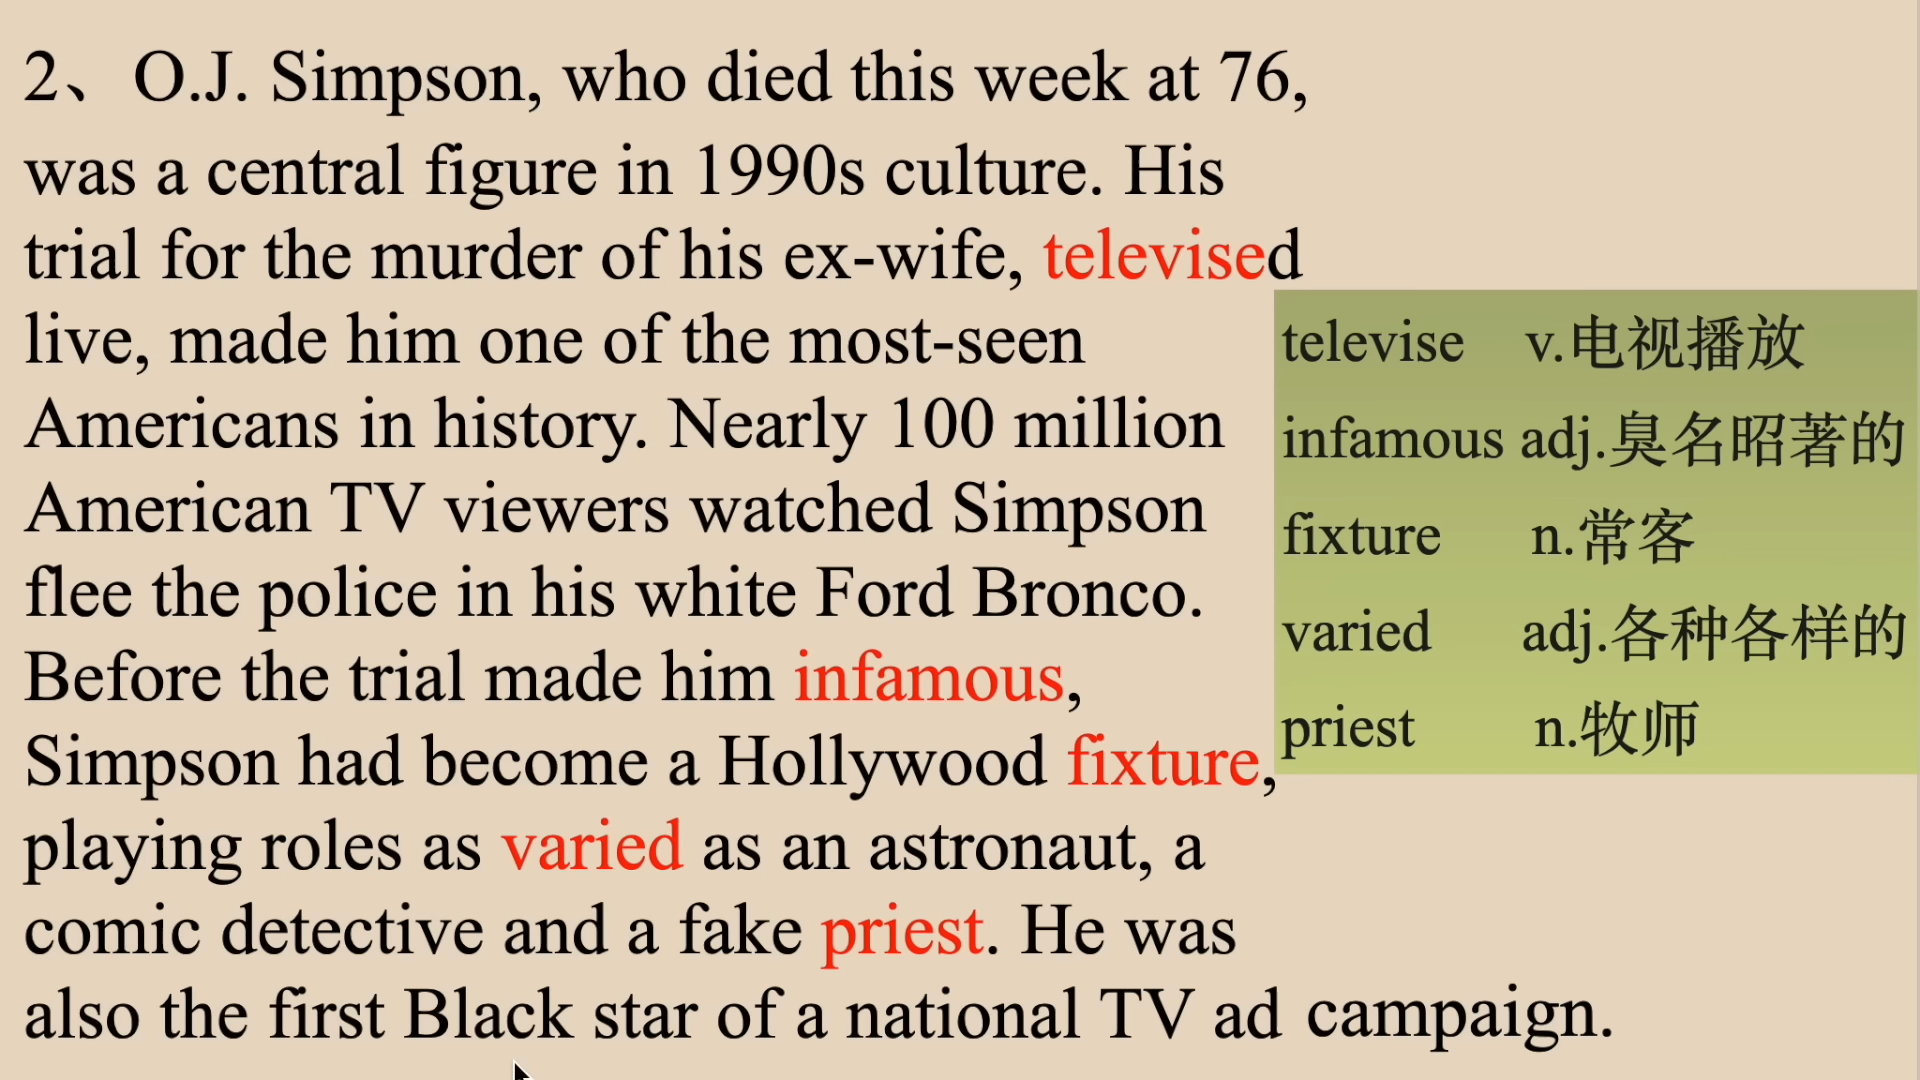 2、O.J. Simpson, who died this week at 76,
was a central figure in 1990s culture. His
trial for the murder of his ex-wife, televised
live, made him one of the most-seen
Americans in history. Nearly 100 million
American TV viewers watched Simpson
flee the police in his white Ford Bronco.
Before the trial made him infamous,
Simpson had become a Hollywood fixture,
playing roles as varied as an astronaut, a
comic detective and a fake priest. He was
also the first Black star of a national TV ad campaign.
televise v.电视播放
infamous adj.臭名昭著的
fixture n.常客
varied adj.各种各样的
priest n.牧师